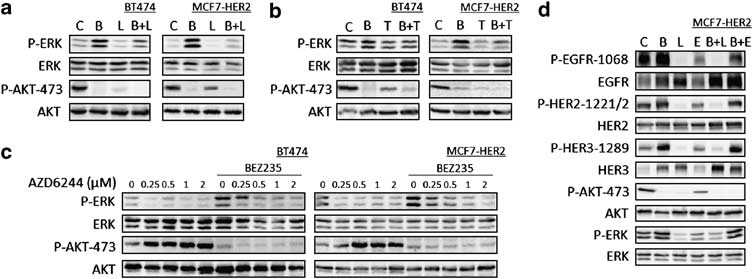 a
BT474 MCF7-HER2
C B L B+L C B L B+L
P-ERK
ERK
P-AKT-473
AKT
b
BT474 MCF7-HER2
C B T B+T C B T B+T
P-ERK
ERK
P-AKT-473
AKT
c
BT474 MCF7-HER2
BEZ235 BEZ235
AZD6244 (µM) 0 0.25 0.5 1 2 0 0.25 0.5 1 2 0 0.25 0.5 1 2 0 0.25 0.5 1 2
P-ERK
ERK
P-AKT-473
AKT
d
MCF7-HER2
C B L E B+L B+E
P-EGFR-1068
EGFR
P-HER2-1221/2
HER2
P-HER3-1289
HER3
P-AKT-473
AKT
P-ERK
ERK